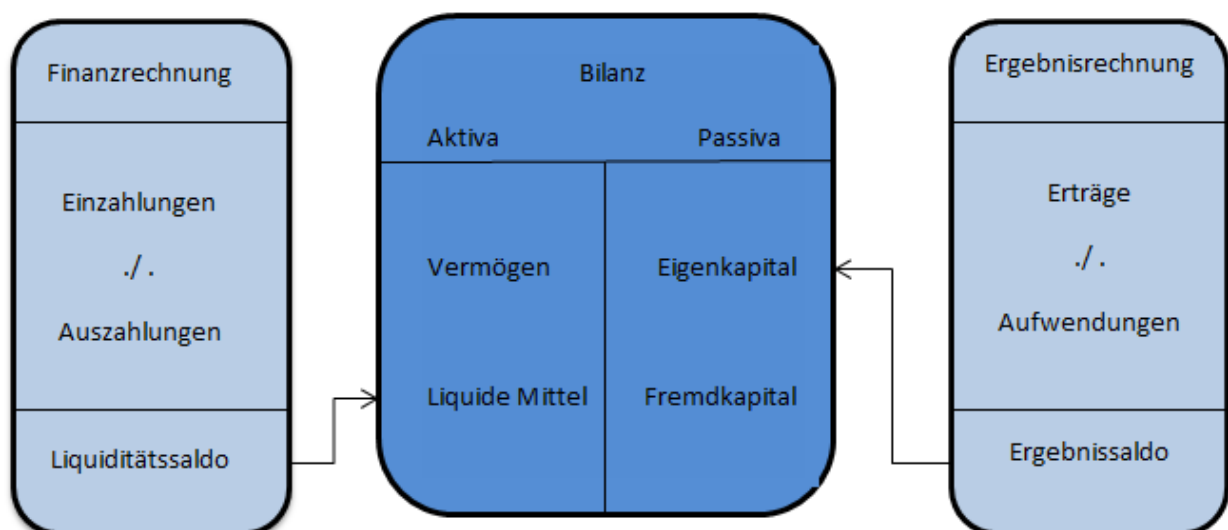 Finanzrechnung
Einzahlungen
./ .
Auszahlungen
Liquiditätssaldo
Bilanz
Aktiva Passiva
Vermögen Eigenkapital
Liquide Mittel Fremdkapital
Ergebnisrechnung
Erträge
./ .
Aufwendungen
Ergebnissaldo